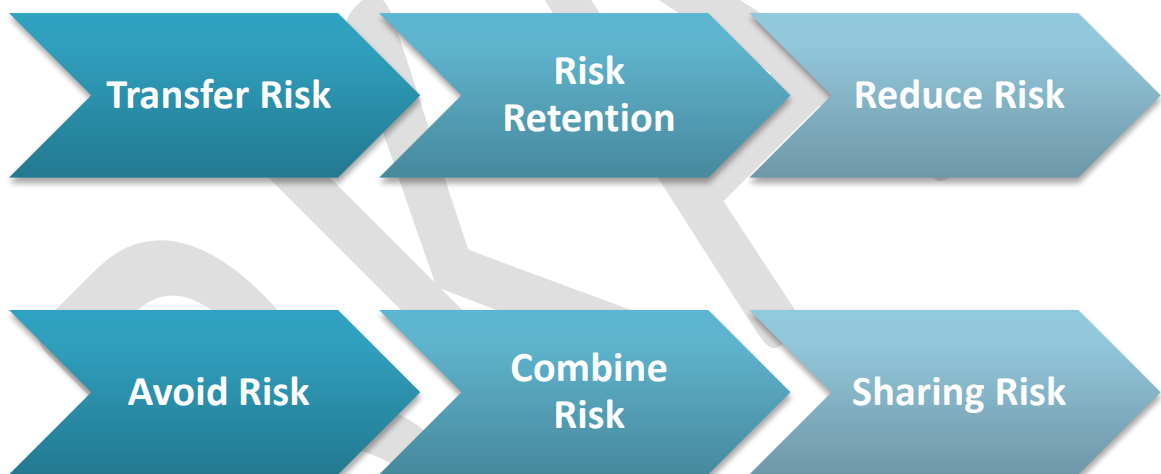 Transfer Risk
Risk
Retention
Reduce Risk
Avoid Risk
Combine
Risk
Sharing Risk